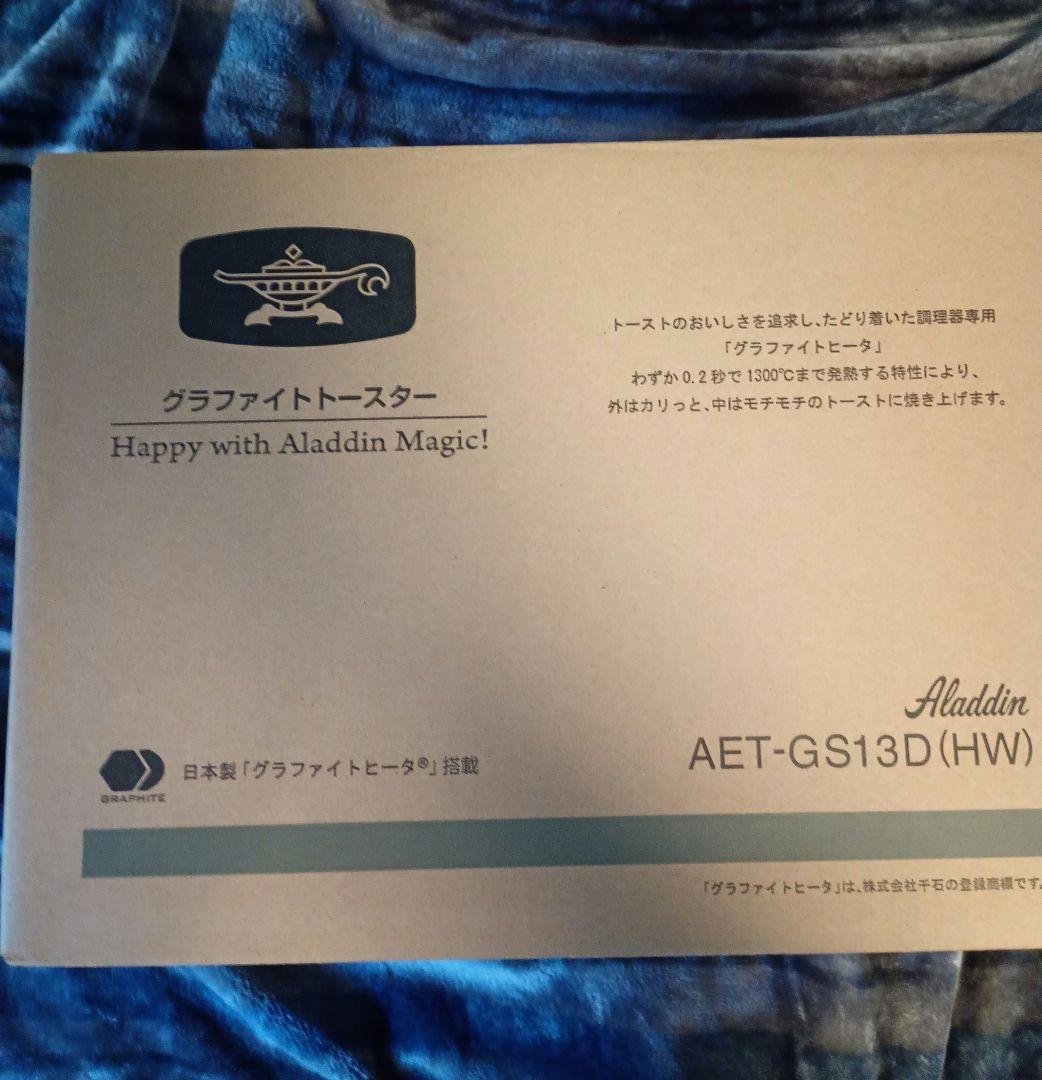 グラファイトトースター
Happy with Aladdin Magic!
トーストのおいしさを追求し、たどり着いた調理器専用
「グラファイトヒータ」
わずか0.2秒で1300℃まで発熱する特性により、
外はカリっと、中はモチモチのトーストに焼き上げます。
Aladdin
AET-GS13D(HW)
GRAPHITE
日本製「グラファイトヒータ®」搭載
「グラファイトヒータ」は、株式会社千石の登録商標です。